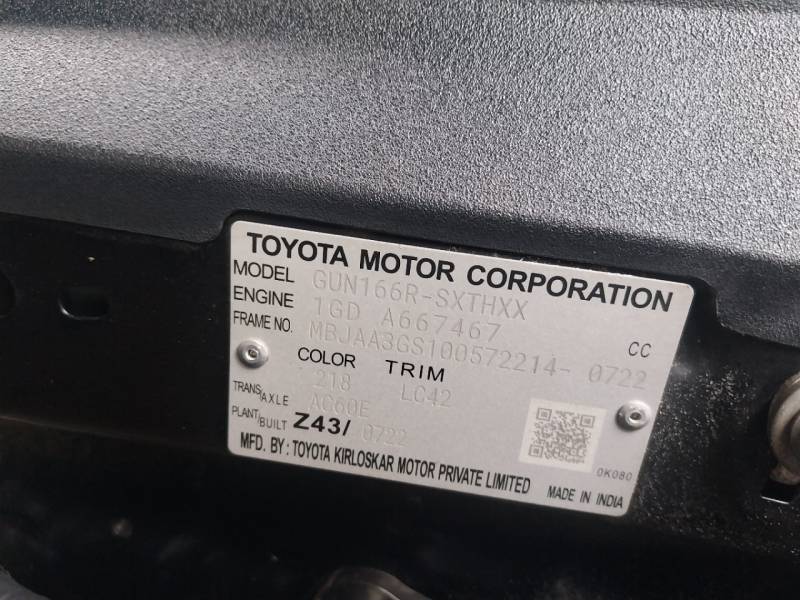 TOYOTA MOTOR CORPORATION
MODEL GUN166R-SXTHXX
ENGINE 1GD A667467 CC
FRAME NO. MBJAA3GS100572214-0722
COLOR TRIM
218 LC42
TRANS/AXLE AC60E
PLANT/BUILT Z43/ 0722
MFD. BY : TOYOTA KIRLOSKAR MOTOR PRIVATE LIMITED MADE IN INDIA
0K080